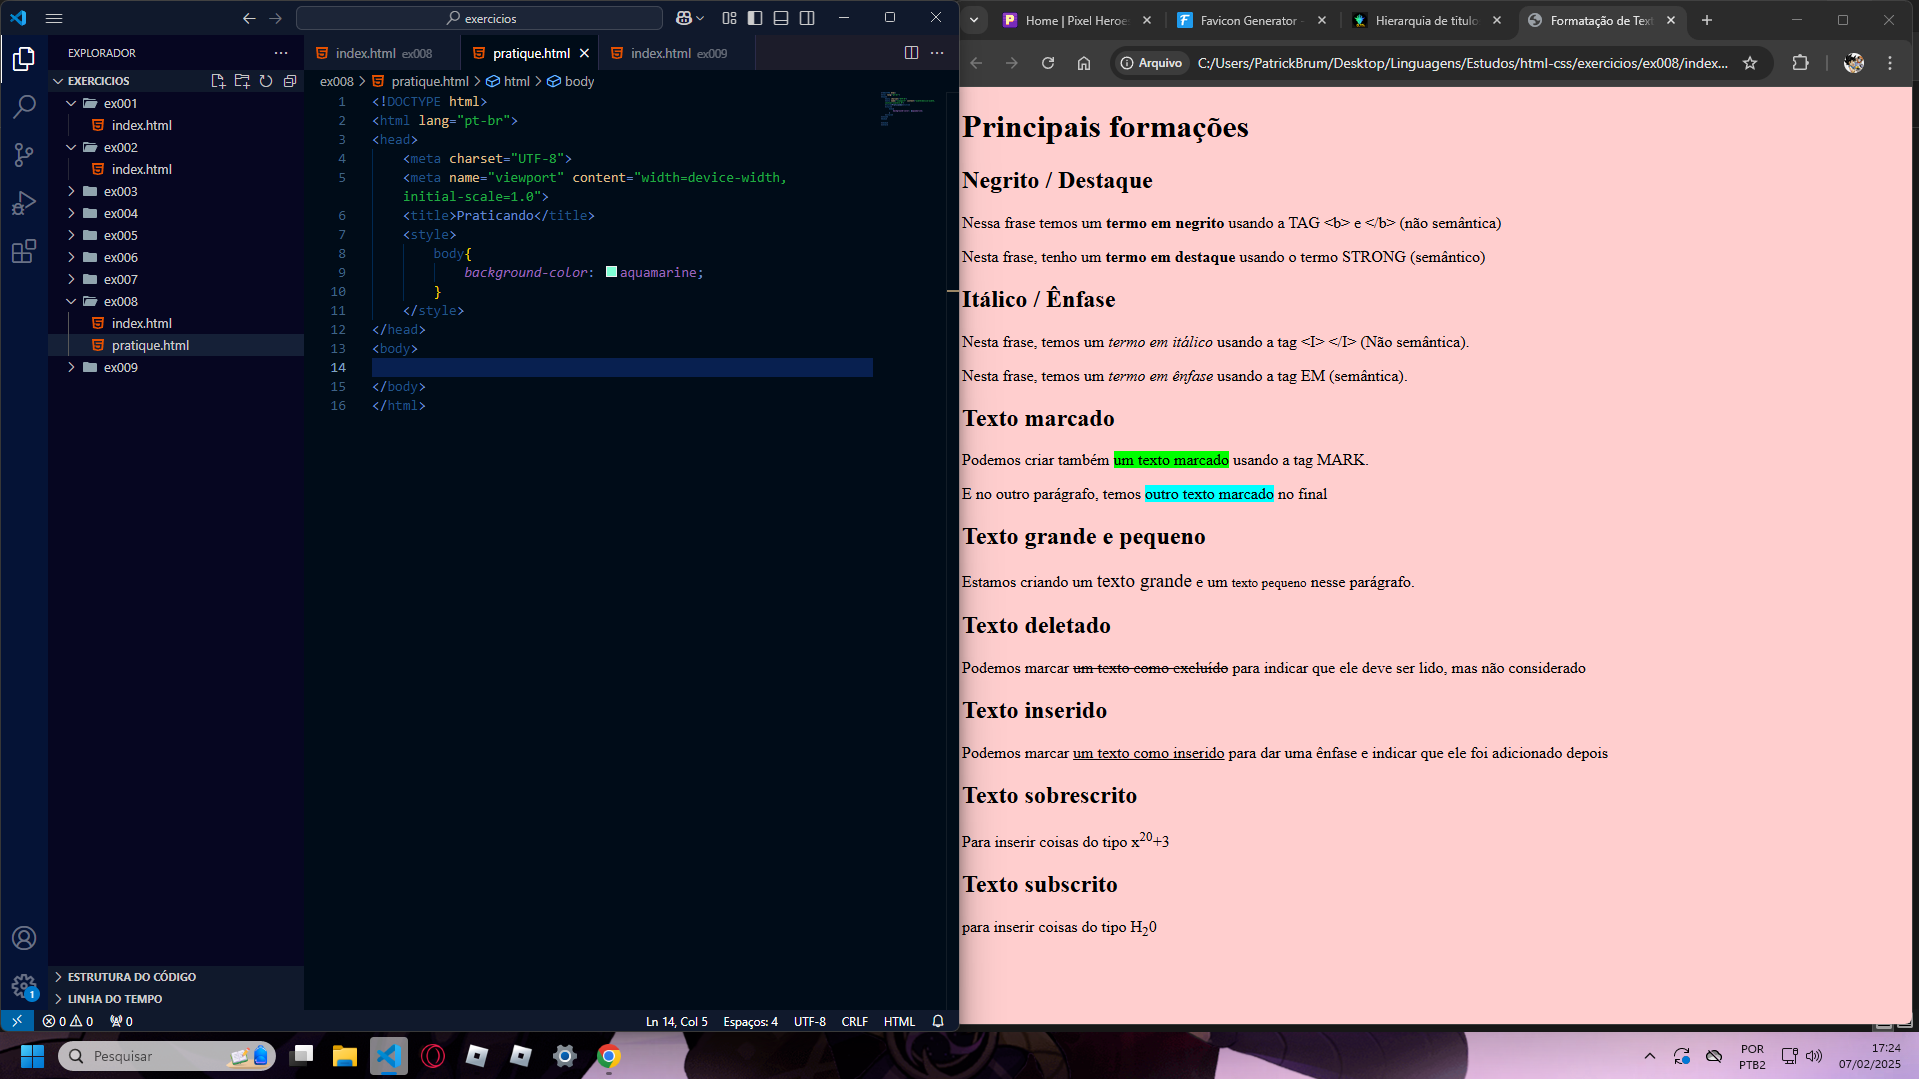 exercicios
EXPLORADOR
EXERCICIOS
ex001
index.html
ex002
index.html
ex003
ex004
ex005
ex006
ex007
ex008
index.html
pratique.html
ex009
ESTRUTURA DO CÓDIGO
LINHA DO TEMPO
index.html ex008
pratique.html
index.html ex009
ex008 > pratique.html > html > body
1 <!DOCTYPE html>
2 <html lang="pt-br">
3 <head>
4 <meta charset="UTF-8">
5 <meta name="viewport" content="width=device-width,
initial-scale=1.0">
6 <title>Praticando</title>
7 <style>
8 body{
9 background-color: aquamarine;
10 }
11 </style>
12 </head>
13 <body>
14
15 </body>
16 </html>
1
0 0 0
Ln 14, Col 5 Espaços: 4 UTF-8 CRLF HTML
Home | Pixel Heroe
Favicon Generator
Hierarquia de título
Formatação de Text
Arquivo C:/Users/PatrickBrum/Desktop/Linguagens/Estudos/html-css/exercicios/ex008/index...
Principais formações
Negrito / Destaque
Nessa frase temos um termo em negrito usando a TAG <b> e </b> (não semântica)
Nesta frase, tenho um termo em destaque usando o termo STRONG (semântico)
Itálico / Ênfase
Nesta frase, temos um termo em itálico usando a tag <I> </I> (Não semântica).
Nesta frase, temos um termo em ênfase usando a tag EM (semântica).
Texto marcado
Podemos criar também um texto marcado usando a tag MARK.
E no outro parágrafo, temos outro texto marcado no final
Texto grande e pequeno
Estamos criando um texto grande e um texto pequeno nesse parágrafo.
Texto deletado
Podemos marcar um texto como excluído para indicar que ele deve ser lido, mas não considerado
Texto inserido
Podemos marcar um texto como inserido para dar uma ênfase e indicar que ele foi adicionado depois
Texto sobrescrito
Para inserir coisas do tipo x20+3
Texto subscrito
para inserir coisas do tipo H20
Pesquisar
POR
PTB2
17:24
07/02/2025